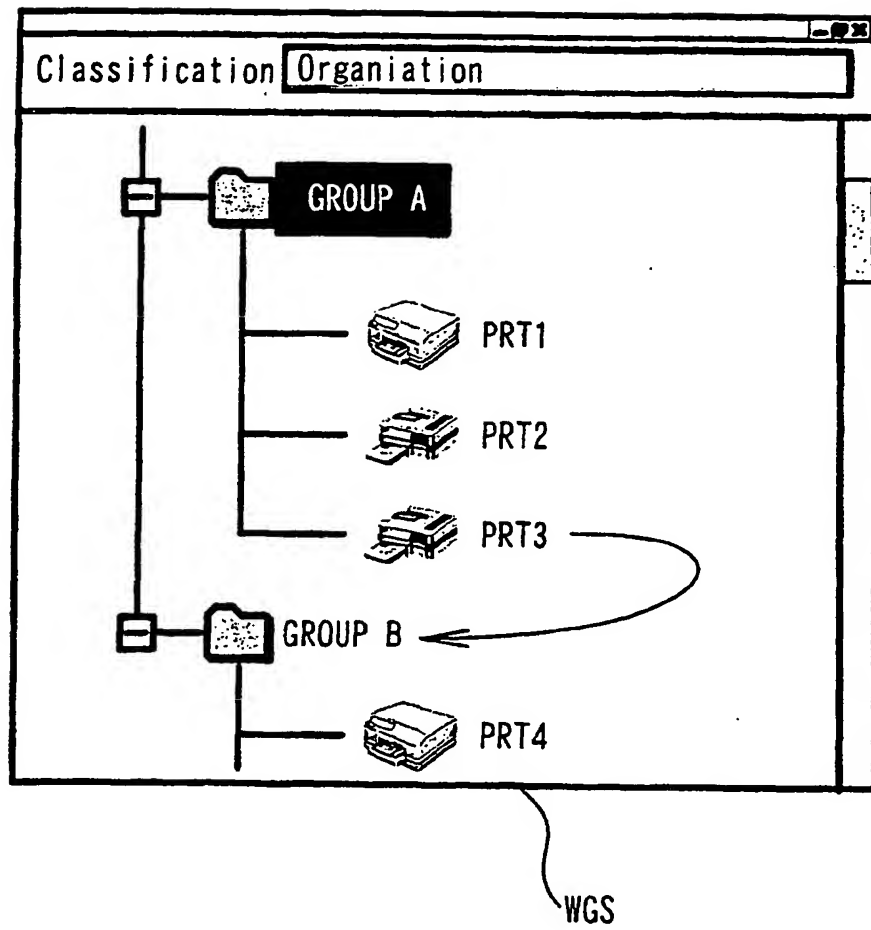 Classification Organiation
GROUP A
PRT1
PRT2
PRT3
GROUP B
PRT4
WGS